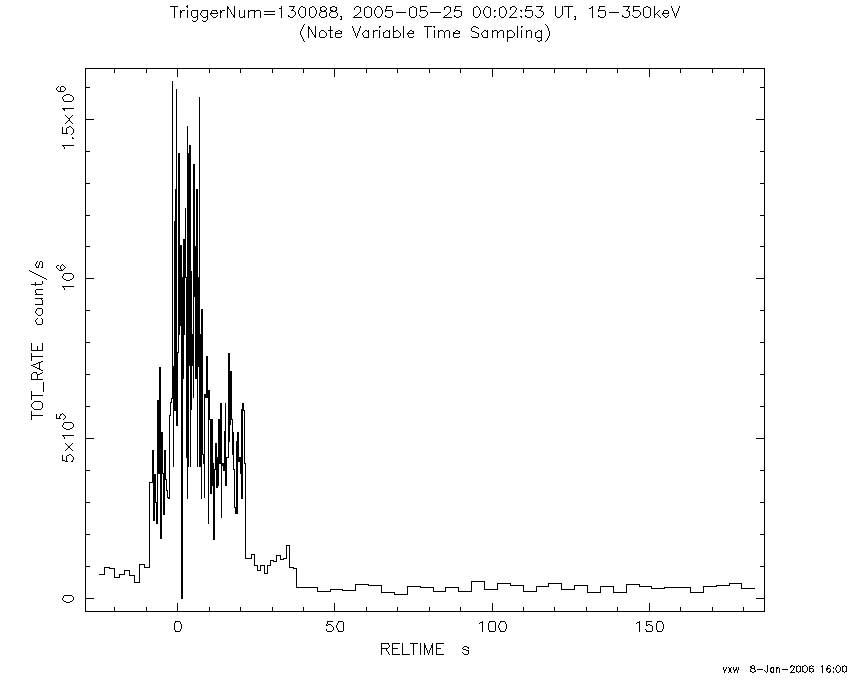 TriggerNum=130088, 2005-05-25 00:02:53 UT, 15-350keV
(Note Variable Time Sampling)
TOT_RATE count/s
1.5×10⁶
10⁶
5×10⁵
0
0 50 100 150
RELTIME s
vxw 8-Jan-2006 16:00